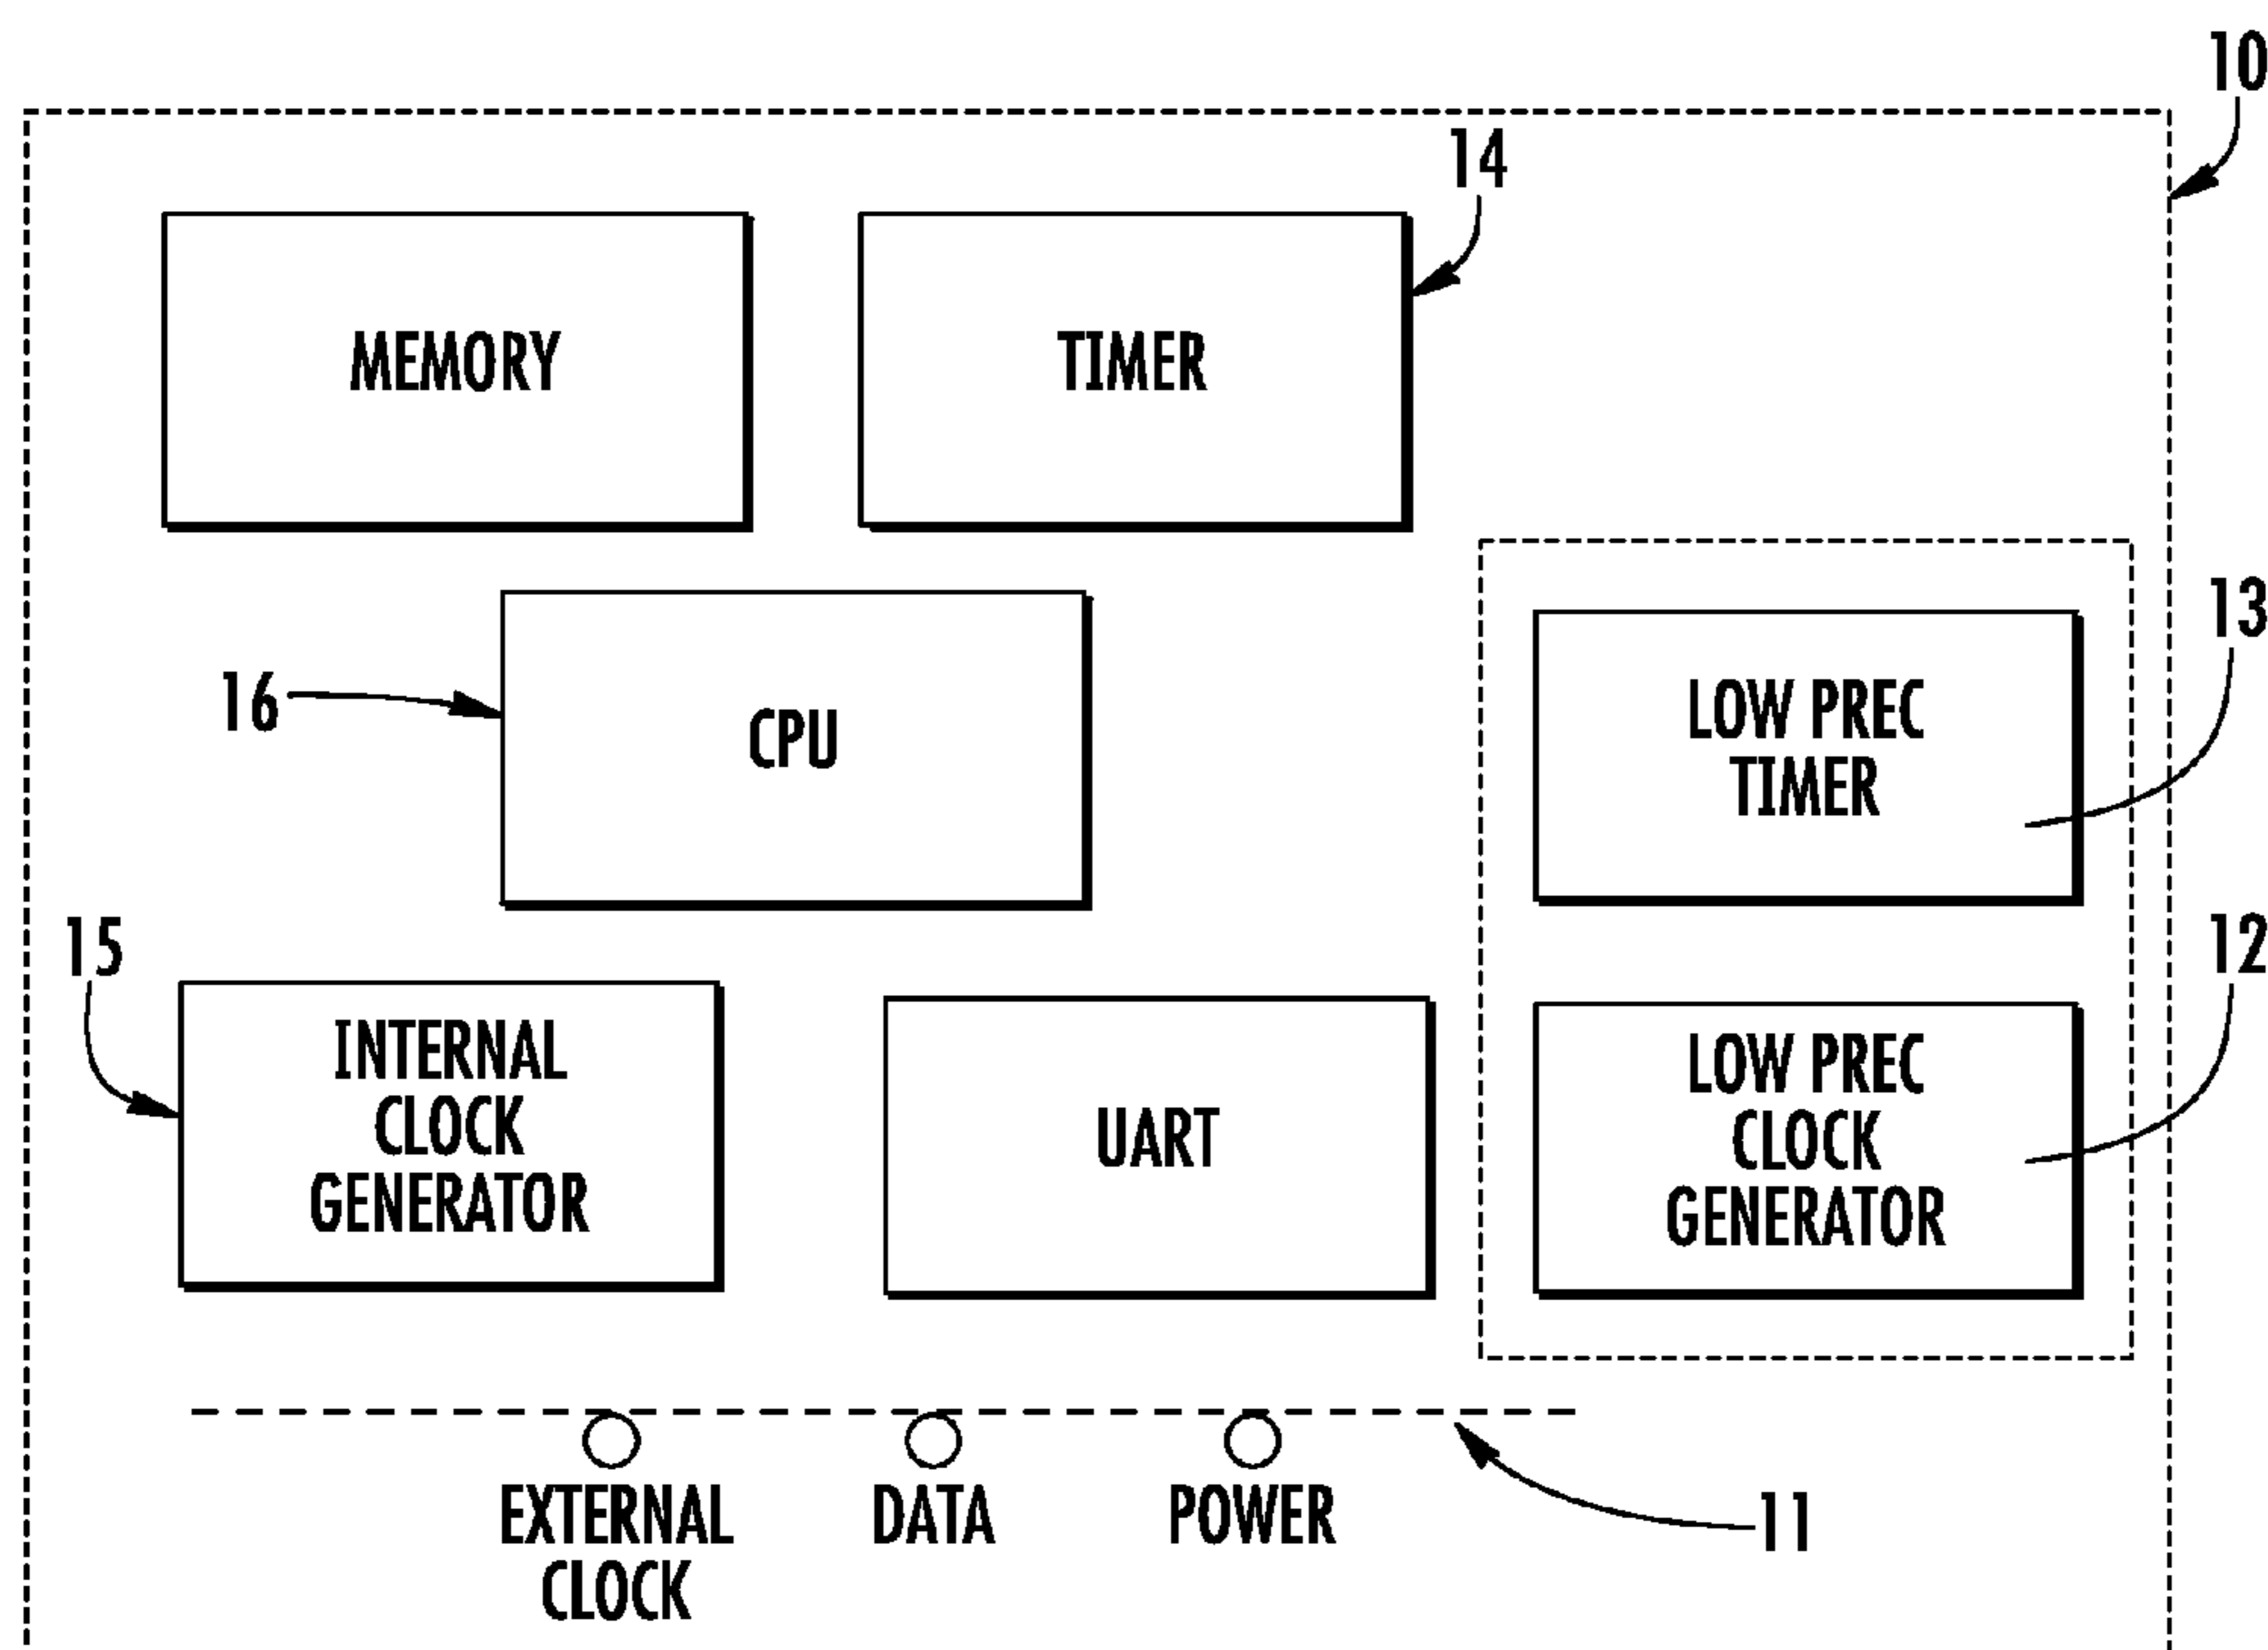 10
14
MEMORY
TIMER
13
16
CPU
LOW PREC
TIMER
15
12
INTERNAL
CLOCK
GENERATOR
UART
LOW PREC
CLOCK
GENERATOR
EXTERNAL
CLOCK
DATA
POWER
11